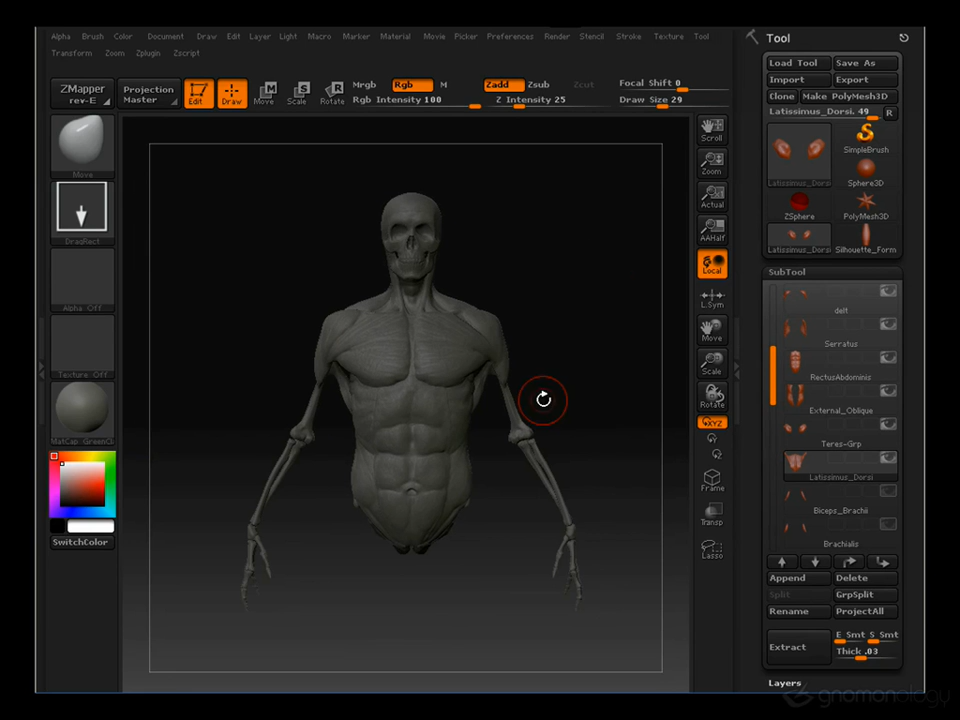 Alpha Brush Color Document Draw Edit Layer Light Macro Marker Material Movie Picker Preferences Render Stencil Stroke Texture Tool
Transform Zoom Zplugin Zscript
ZMapper
rev-E
Projection
Master
Edit
Draw
Move
Scale
Rotate
Mrgb Rgb M
Rgb Intensity 100
Zadd Zsub Zcut
Z Intensity 25
Focal Shift 0
Draw Size 29
Move
DragRect
Alpha Off
Texture Off
MatCap GreenCl
SwitchColor
Scroll
Zoom
Actual
AAHalf
Local
L.Sym
Move
Scale
Rotate
XYZ
Frame
Transp
Lasso
Tool
Load Tool Save As
Import Export
Clone Make PolyMesh3D
Latissimus_Dorsi. 49 R
Latissimus_Dorsi
SimpleBrush
Sphere3D
ZSphere
PolyMesh3D
Latissimus_Dorsi
Silhouette_Form
SubTool
delt
Serratus
RectusAbdominis
External_Oblique
Teres-Grp
Latissimus_Dorsi
Biceps_Brachii
Brachialis
Append Delete
Split GrpSplit
Rename ProjectAll
Extract
E Smt S Smt
Thick .03
Layers
gnomonology